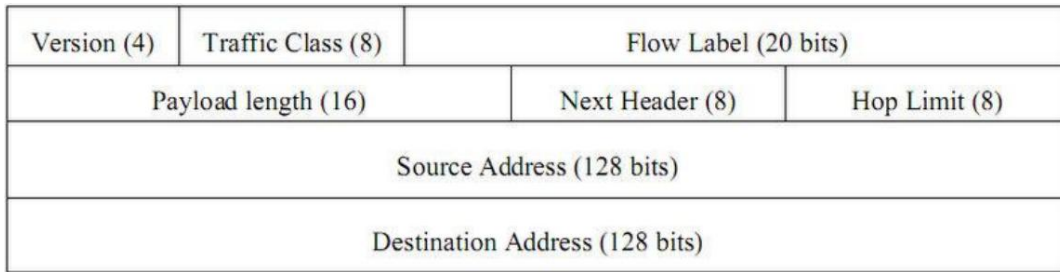 Version (4) Traffic Class (8) Flow Label (20 bits)
Payload length (16) Next Header (8) Hop Limit (8)
Source Address (128 bits)
Destination Address (128 bits)